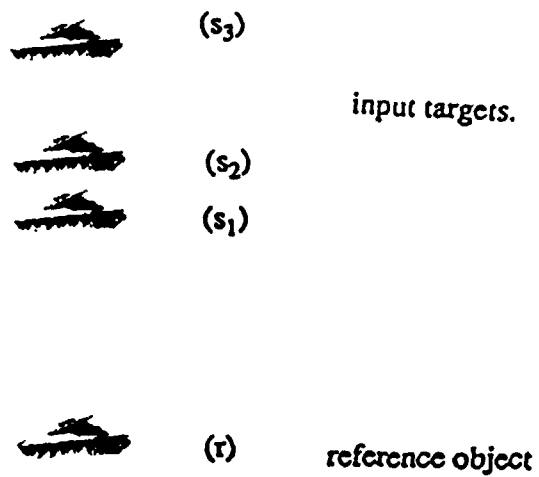 (s3)
input targets.
(s2)
(s1)
(r) reference object